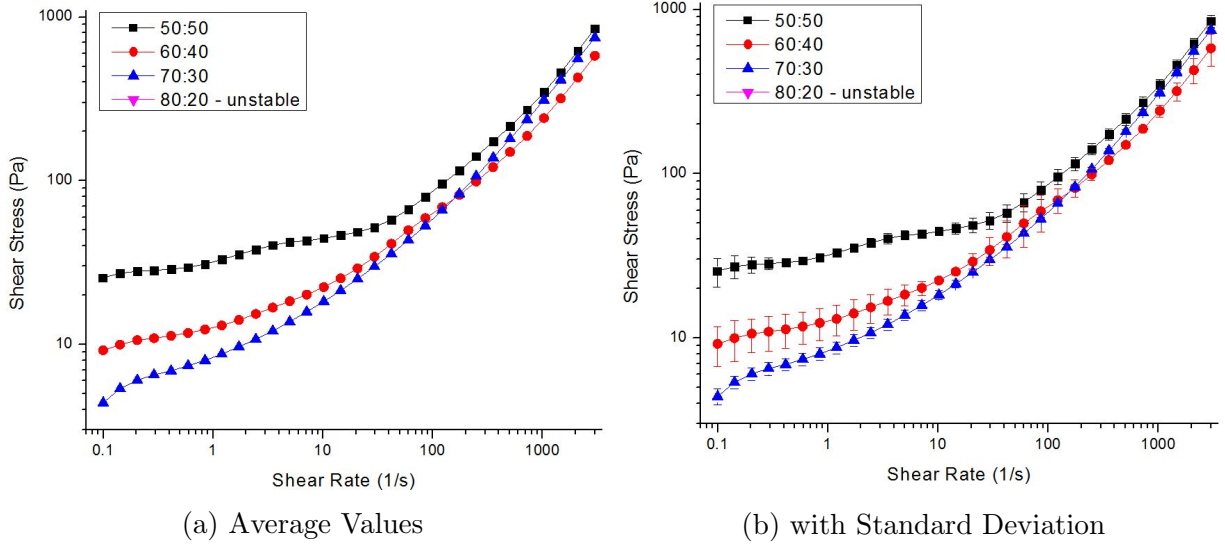 50:50
60:40
70:30
80:20 - unstable
1000
100
10
Shear Stress (Pa)
0.1
1
10
100
1000
Shear Rate (1/s)
(a) Average Values
50:50
60:40
70:30
80:20 - unstable
1000
100
10
Shear Stress (Pa)
0.1
1
10
100
1000
Shear Rate (1/s)
(b) with Standard Deviation